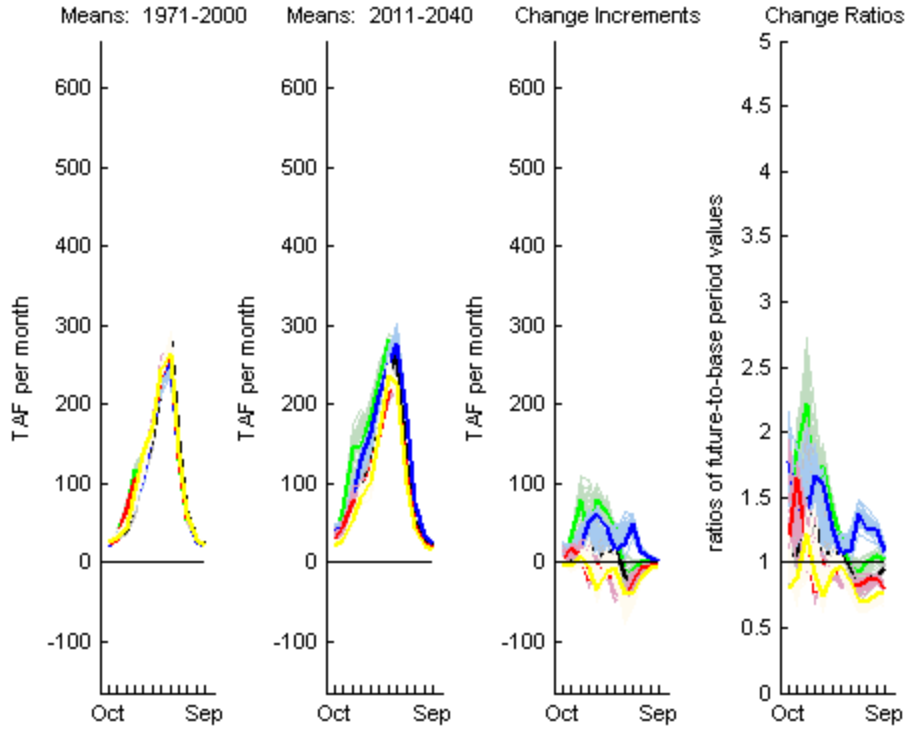 Means: 1971-2000
600
500
400
300
200
100
0
-100
TAF per month
Oct Sep
Means: 2011-2040
600
500
400
300
200
100
0
-100
TAF per month
Oct Sep
Change Increments
600
500
400
300
200
100
0
-100
TAF per month
Oct Sep
Change Ratios
5
4.5
4
3.5
3
2.5
2
1.5
1
0.5
0
ratios of future-to-base period values
Oct Sep